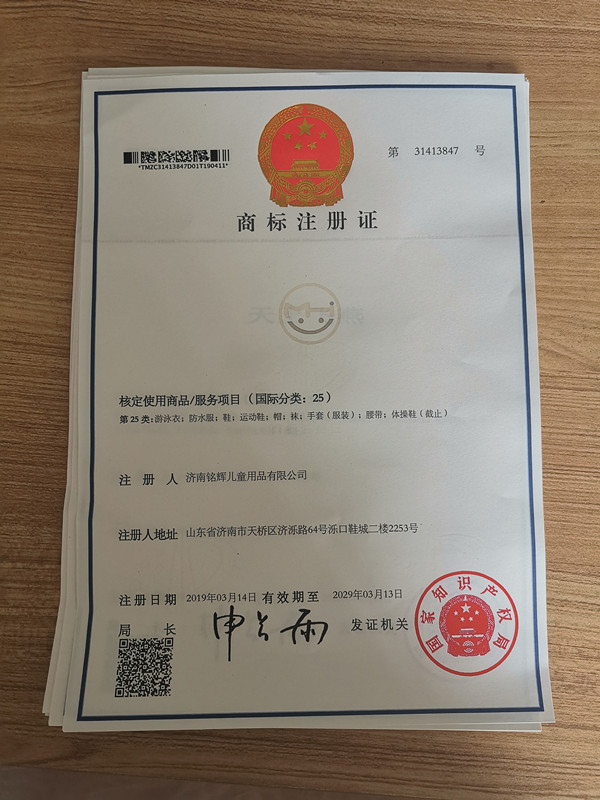 第 31413847 号
*TMZC31413847D01T190411*
商标注册证
核定使用商品/服务项目（国际分类：25）
第25类:游泳衣；防水服；鞋；运动鞋；帽；袜；手套（服装）；腰带；体操鞋（截止）
注册人 济南铭辉儿童用品有限公司
注册人地址 山东省济南市天桥区济泺路64号泺口鞋城二楼2253号
注册日期 2019年03月14日 有效期至 2029年03月13日
局长 申长雨 发证机关
国家知识产权局